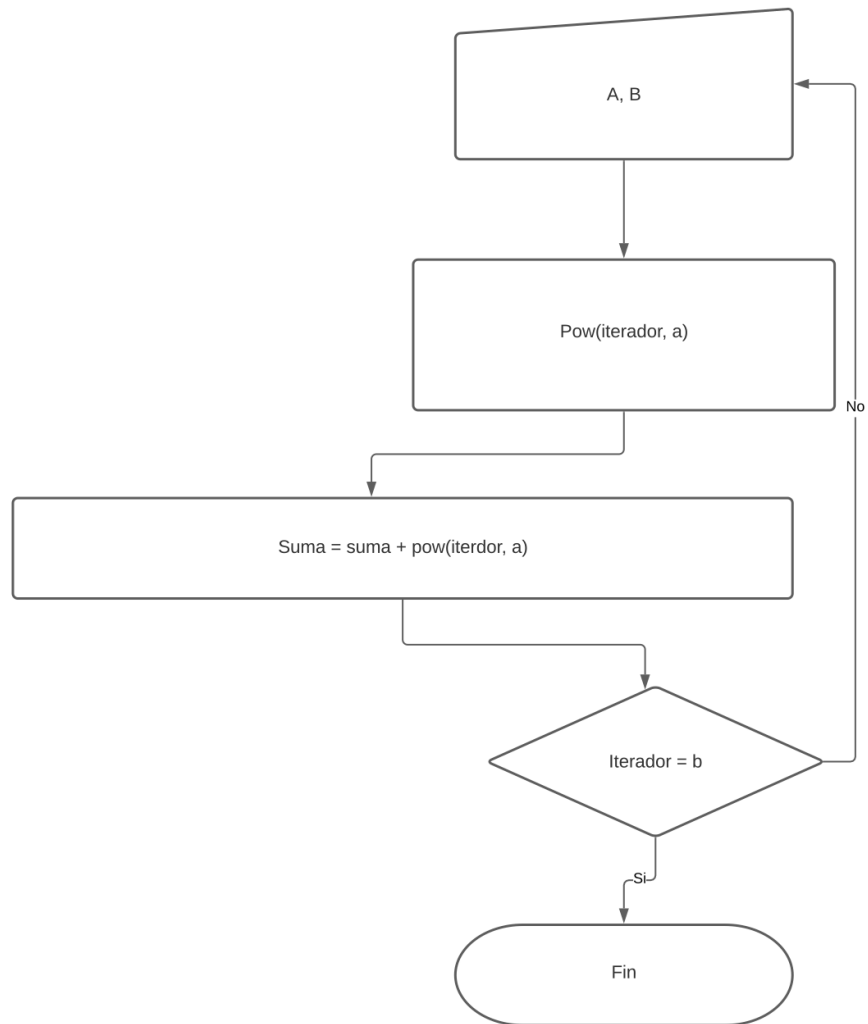 A, B
Pow(iterador, a)
No
Suma = suma + pow(iterdor, a)
Iterador = b
Si
Fin